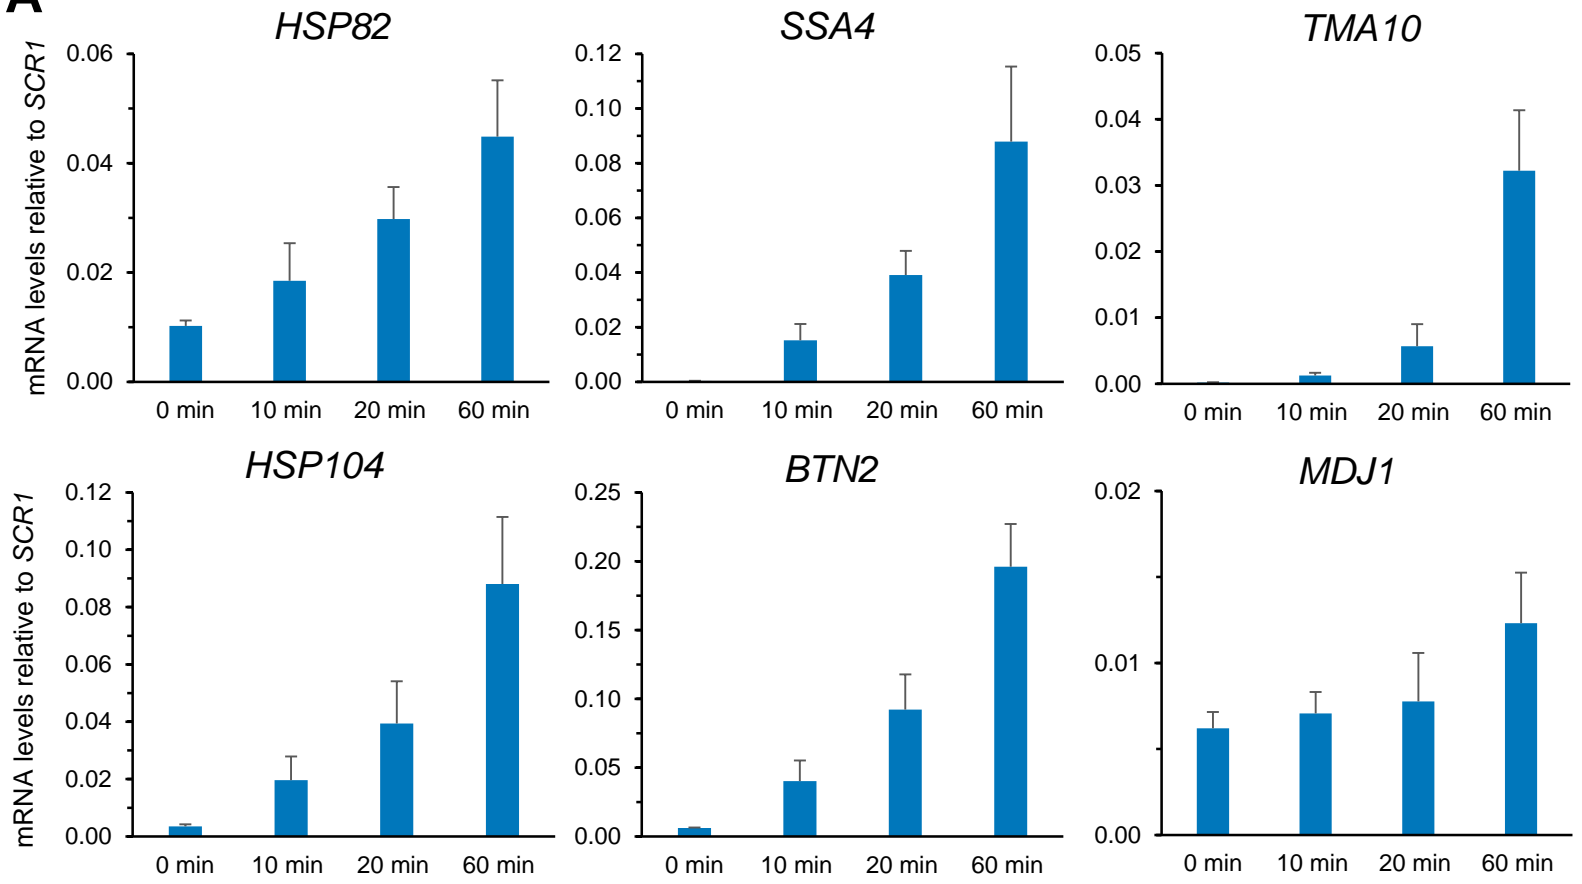 A
HSP82
mRNA levels relative to SCR1
0.06
0.04
0.02
0.00
0 min 10 min 20 min 60 min
SSA4
0.12
0.10
0.08
0.06
0.04
0.02
0.00
0 min 10 min 20 min 60 min
TMA10
0.05
0.04
0.03
0.02
0.01
0.00
0 min 10 min 20 min 60 min
HSP104
mRNA levels relative to SCR1
0.12
0.10
0.08
0.06
0.04
0.02
0.00
0 min 10 min 20 min 60 min
BTN2
0.25
0.20
0.15
0.10
0.05
0.00
0 min 10 min 20 min 60 min
MDJ1
0.02
0.01
0.00
0 min 10 min 20 min 60 min